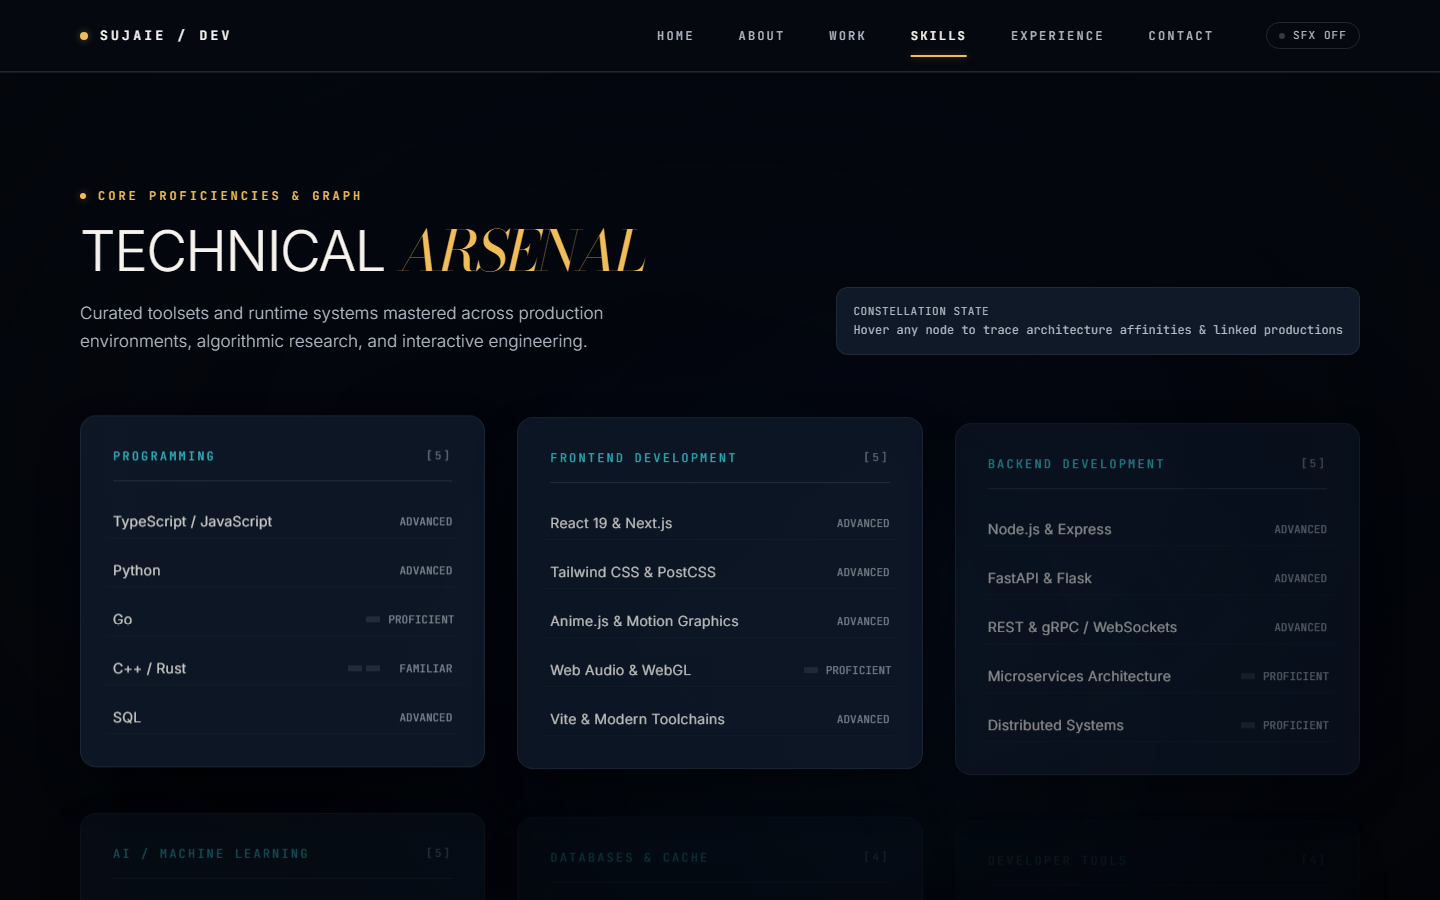 SUJAIE / DEV
HOME ABOUT WORK SKILLS EXPERIENCE CONTACT SFX OFF
CORE PROFICIENCIES & GRAPH
TECHNICAL ARSENAL
Curated toolsets and runtime systems mastered across production
environments, algorithmic research, and interactive engineering.
CONSTELLATION STATE
Hover any node to trace architecture affinities & linked productions
PROGRAMMING [5]
TypeScript / JavaScript ADVANCED
Python ADVANCED
Go PROFICIENT
C++ / Rust FAMILIAR
SQL ADVANCED
FRONTEND DEVELOPMENT [5]
React 19 & Next.js ADVANCED
Tailwind CSS & PostCSS ADVANCED
Anime.js & Motion Graphics ADVANCED
Web Audio & WebGL PROFICIENT
Vite & Modern Toolchains ADVANCED
BACKEND DEVELOPMENT [5]
Node.js & Express ADVANCED
FastAPI & Flask ADVANCED
REST & gRPC / WebSockets ADVANCED
Microservices Architecture PROFICIENT
Distributed Systems PROFICIENT
AI / MACHINE LEARNING [5]
DATABASES & CACHE [4]
DEVELOPER TOOLS [4]